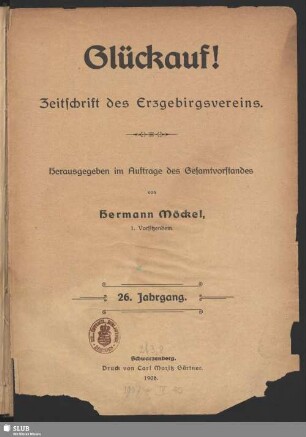 Glückauf!
Zeitschrift des Erzgebirgsvereins.
Herausgegeben im Auftrage des Gesamtvorstandes
von
Hermann Möckel,
1. Vorsitzendem.
26. Jahrgang.
Schwarzenberg.
Druck von Carl Moritz Gärtner.
1906.
SLUB